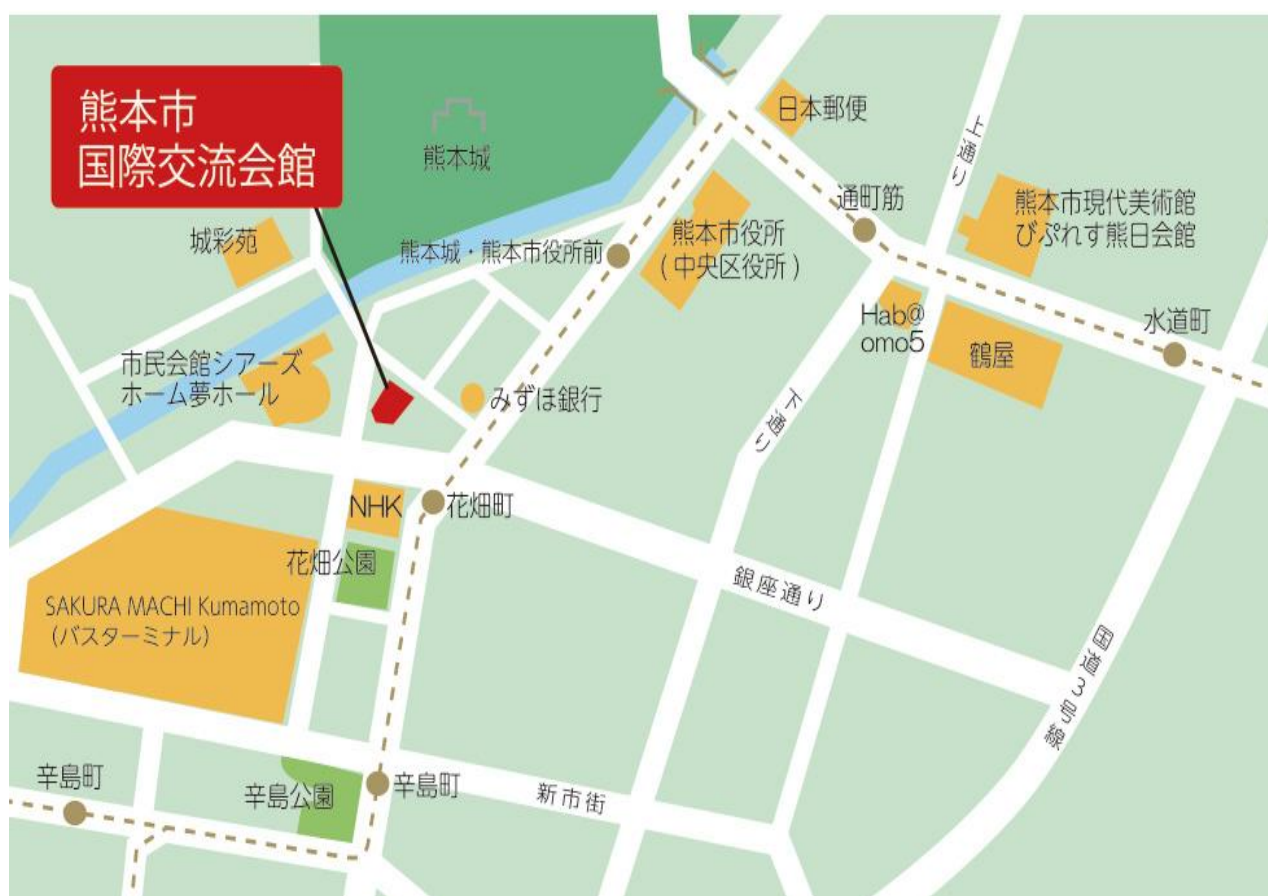 熊本市
国際交流会館
熊本城
日本郵便
上通り
城彩苑
熊本城・熊本市役所前
熊本市役所
(中央区役所)
通町筋
熊本市現代美術館
びぷれす熊日会館
Hab@
omo5
鶴屋
水道町
市民会館シアーズ
ホーム夢ホール
みずほ銀行
下通り
NHK
花畑町
花畑公園
銀座通り
SAKURA MACHI Kumamoto
(バスターミナル)
国道3号線
辛島町
辛島公園
辛島町
新市街